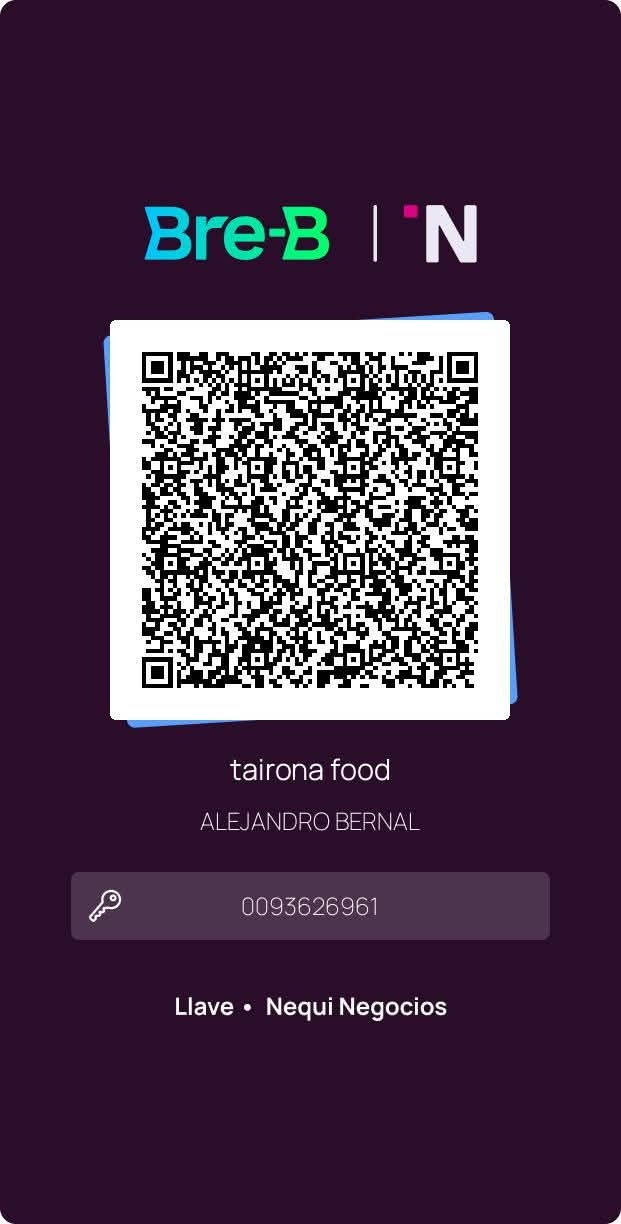 Bre-B | N
tairona food
ALEJANDRO BERNAL
0093626961
Llave • Nequi Negocios